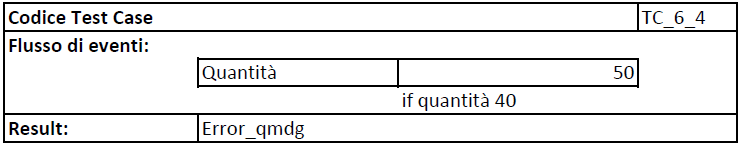 Codice Test Case TC_6_4
Flusso di eventi:
Quantità 50
if quantità 40
Result: Error_qmdg